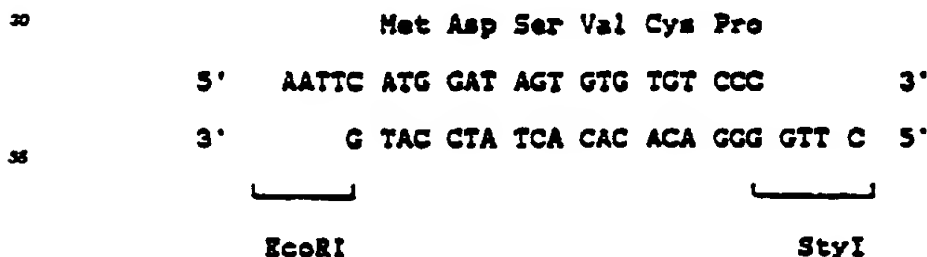 30
Met Asp Ser Val Cys Pro
5' AATTC ATG GAT AGT GTG TGT CCC 3'
3' G TAC CTA TCA CAC ACA GGG GTT C 5'
35
EcoRI StyI